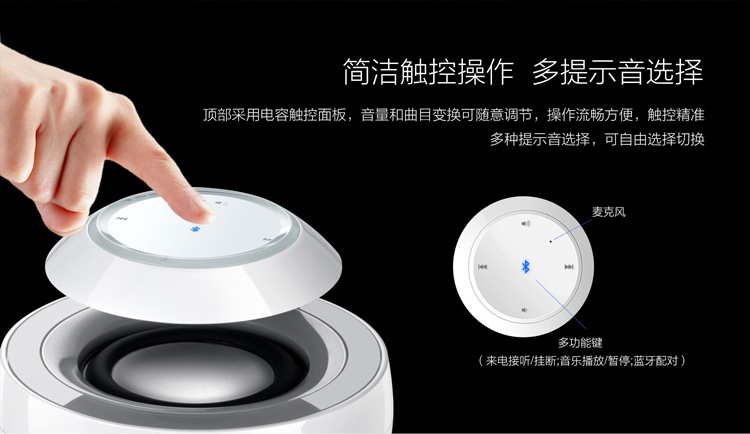 简洁触控操作 多提示音选择
顶部采用电容触控面板，音量和曲目变换可随意调节，操作流畅方便，触控精准
多种提示音选择，可自由选择切换
麦克风
多功能键
（来电接听/挂断;音乐播放/暂停;蓝牙配对）